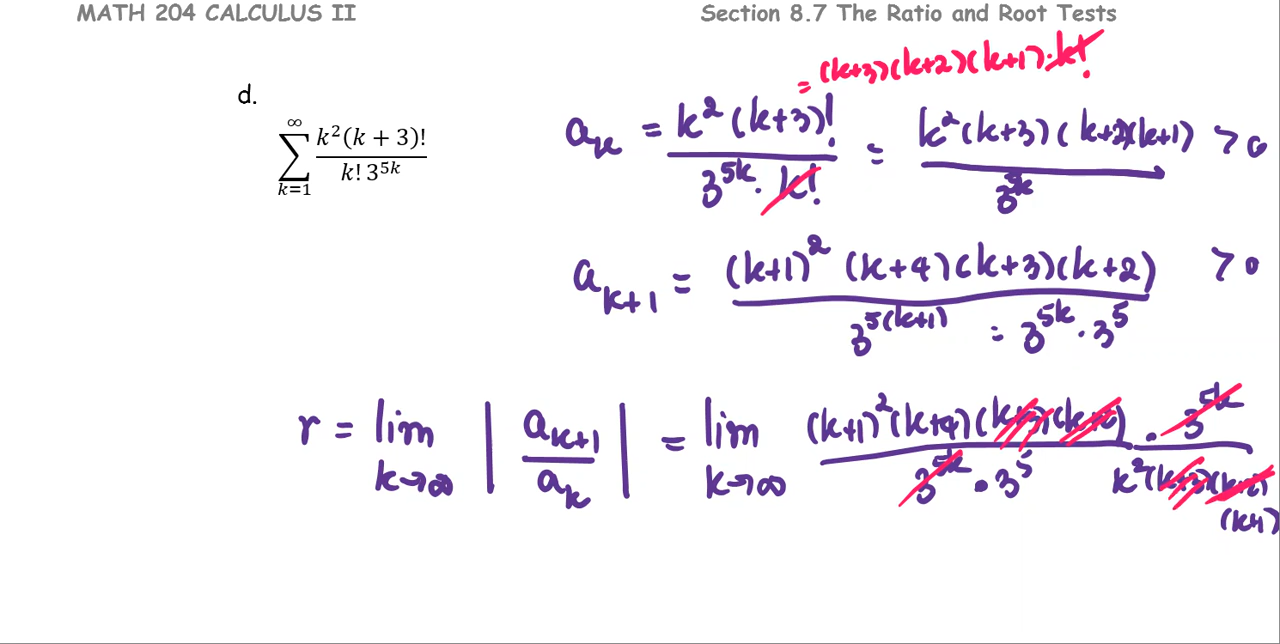 MATH 204 CALCULUS II Section 8.7 The Ratio and Root Tests
= (k+3)(k+2)(k+1)·k!
d.
∑_{k=1}^{∞} k²(k + 3)! / k! 3^{5k}
a_k = k²(k+3)! / 3^{5k}·k! = k²(k+3)(k+2)(k+1) / 3^{5k} > 0
a_{k+1} = (k+1)²(k+4)(k+3)(k+2) / 3^{5(k+1)} = 3^{5k}·3^5 > 0
r = lim_{k→∞} | a_{k+1} / a_k | = lim_{k→∞} (k+1)²(k+4)(k+3)(k+2) / 3^{5k}·3^5 · 3^{5k} / k²(k+3)(k+2)(k+1)